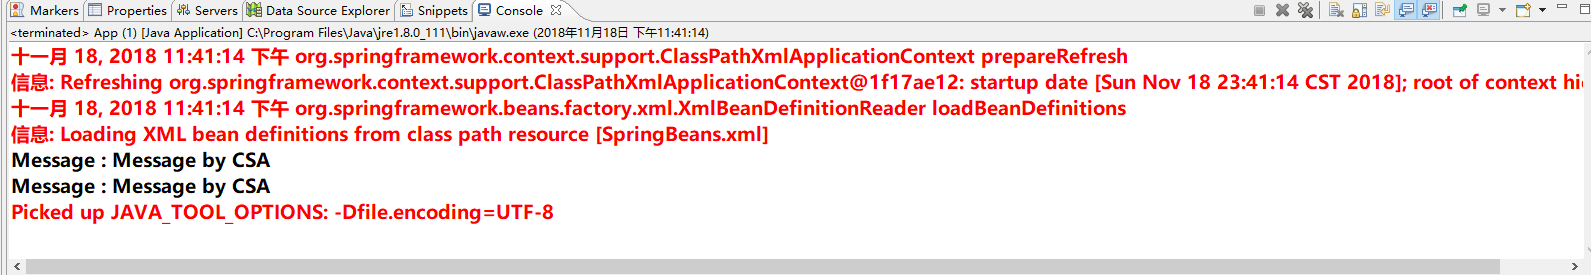 Markers Properties Servers Data Source Explorer Snippets Console
<terminated> App (1) [Java Application] C:\Program Files\Java\jre1.8.0_111\bin\javaw.exe (2018年11月18日 下午11:41:14)
十一月 18, 2018 11:41:14 下午 org.springframework.context.support.ClassPathXmlApplicationContext prepareRefresh
信息: Refreshing org.springframework.context.support.ClassPathXmlApplicationContext@1f17ae12: startup date [Sun Nov 18 23:41:14 CST 2018]; root of context hi
十一月 18, 2018 11:41:14 下午 org.springframework.beans.factory.xml.XmlBeanDefinitionReader loadBeanDefinitions
信息: Loading XML bean definitions from class path resource [SpringBeans.xml]
Message : Message by CSA
Message : Message by CSA
Picked up JAVA_TOOL_OPTIONS: -Dfile.encoding=UTF-8